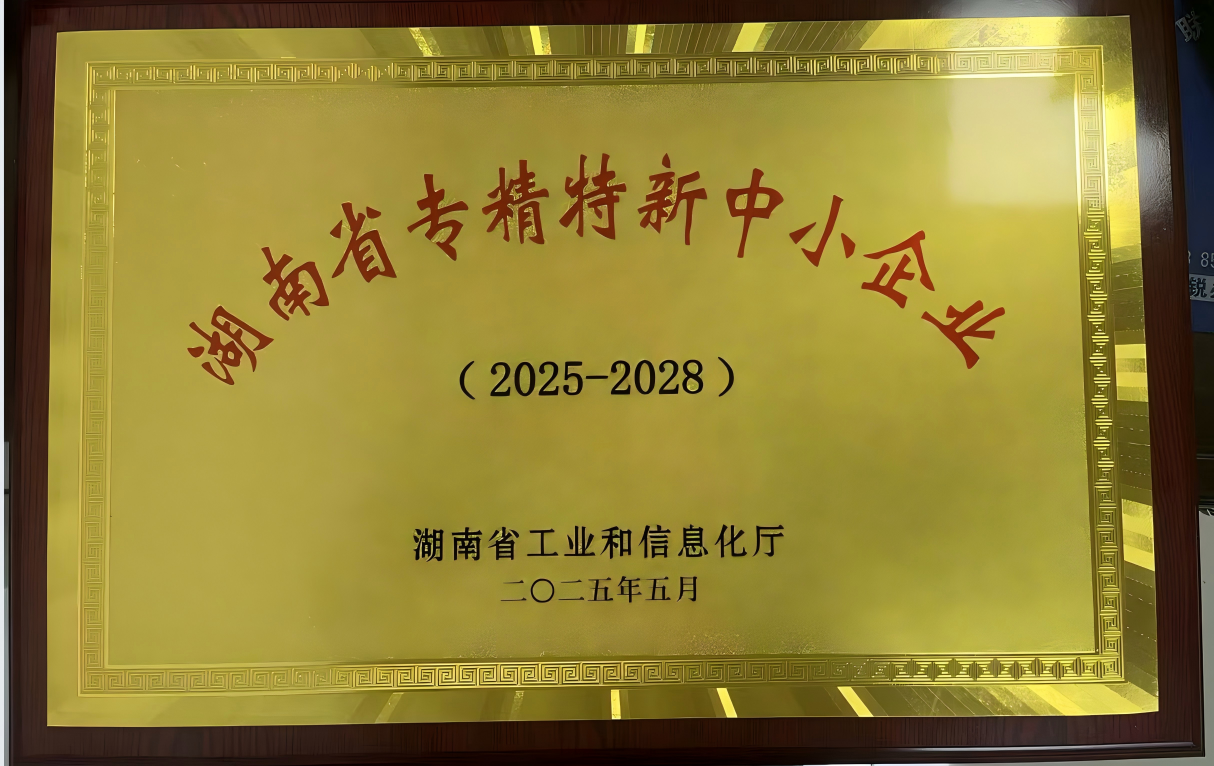 湖南省专精特新中小企业
（2025-2028）
湖南省工业和信息化厅
二〇二五年五月